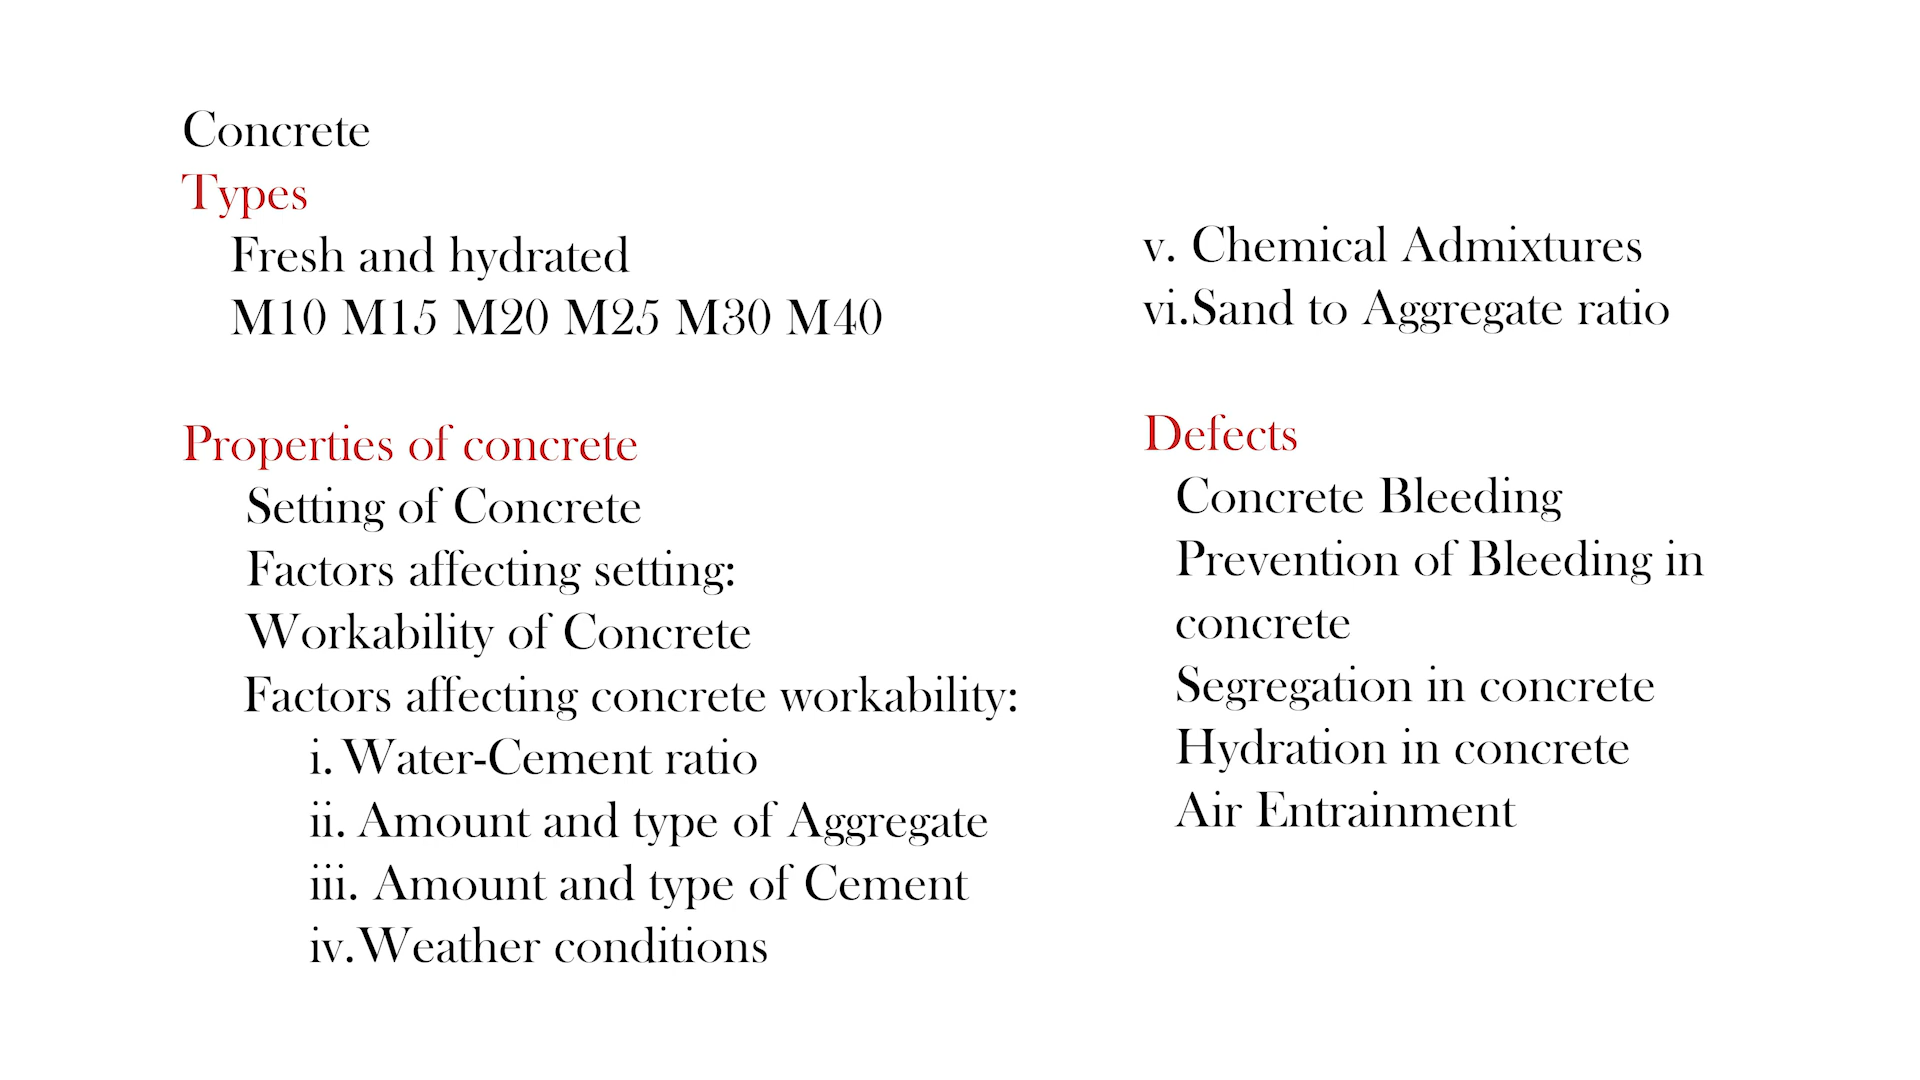 Concrete
Types
Fresh and hydrated
M10 M15 M20 M25 M30 M40
Properties of concrete
Setting of Concrete
Factors affecting setting:
Workability of Concrete
Factors affecting concrete workability:
i. Water-Cement ratio
ii. Amount and type of Aggregate
iii. Amount and type of Cement
iv. Weather conditions
v. Chemical Admixtures
vi.Sand to Aggregate ratio
Defects
Concrete Bleeding
Prevention of Bleeding in
concrete
Segregation in concrete
Hydration in concrete
Air Entrainment